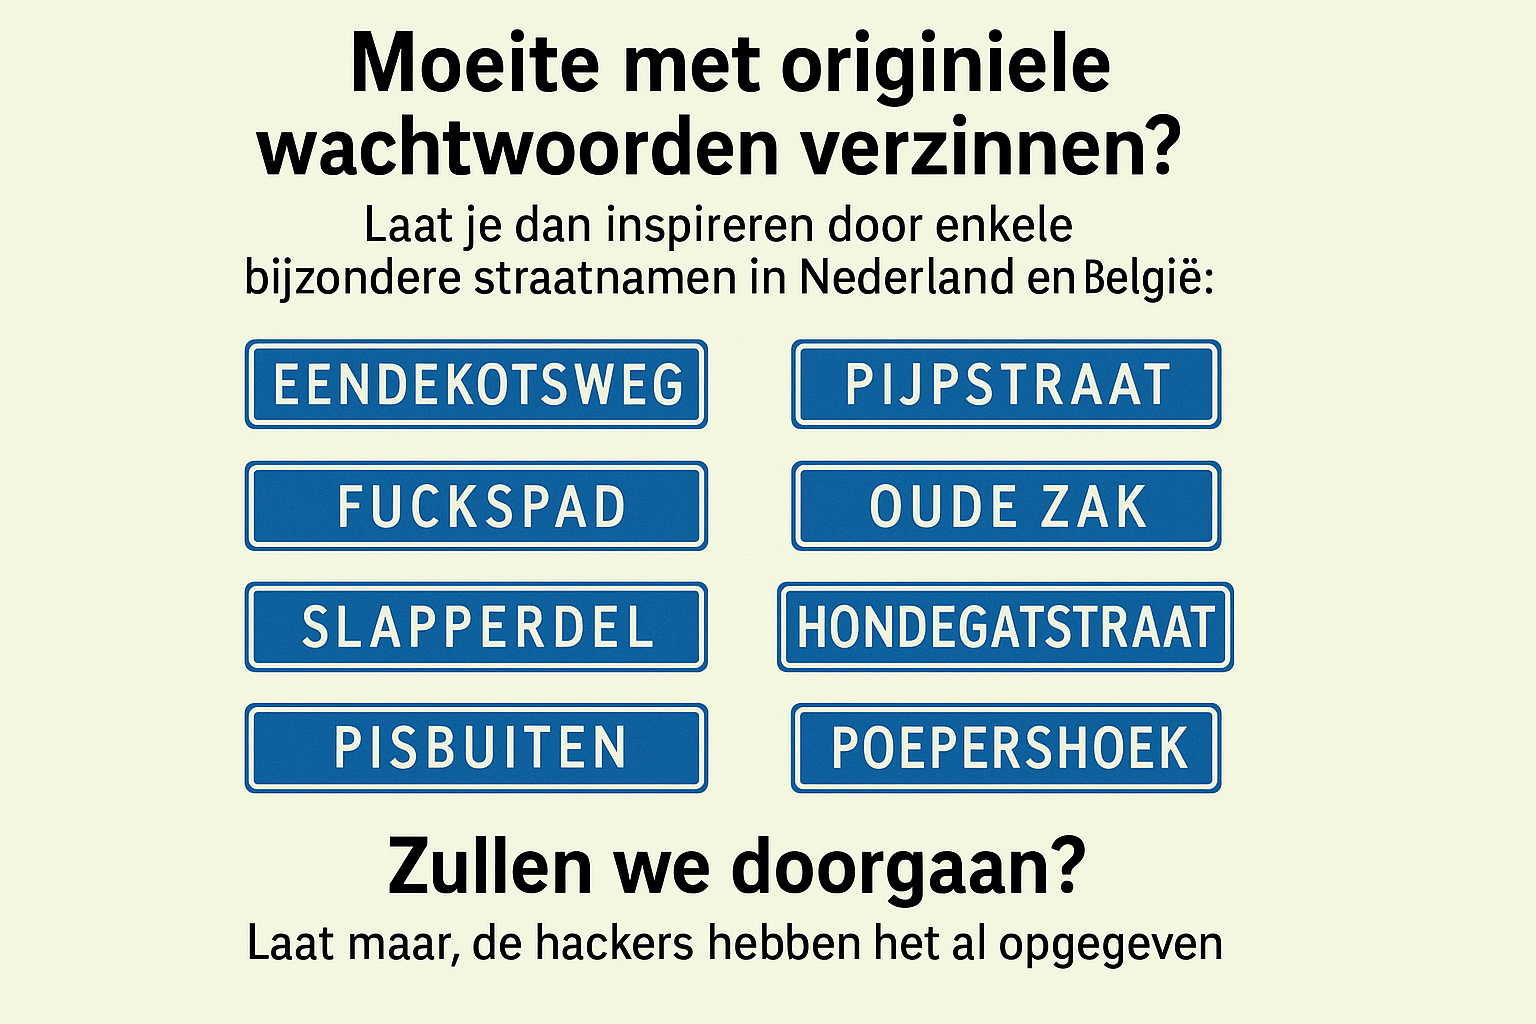 Moeite met originiele
wachtwoorden verzinnen?
Laat je dan inspireren door enkele
bijzondere straatnamen in Nederland en België:
EENDEKOTSWEG
PIJPSTRAAT
FUCKSPAD
OUDE ZAK
SLAPPERDEL
HONDEGATSTRAAT
PISBUITEN
POEPERSHOEK
Zullen we doorgaan?
Laat maar, de hackers hebben het al opgegeven